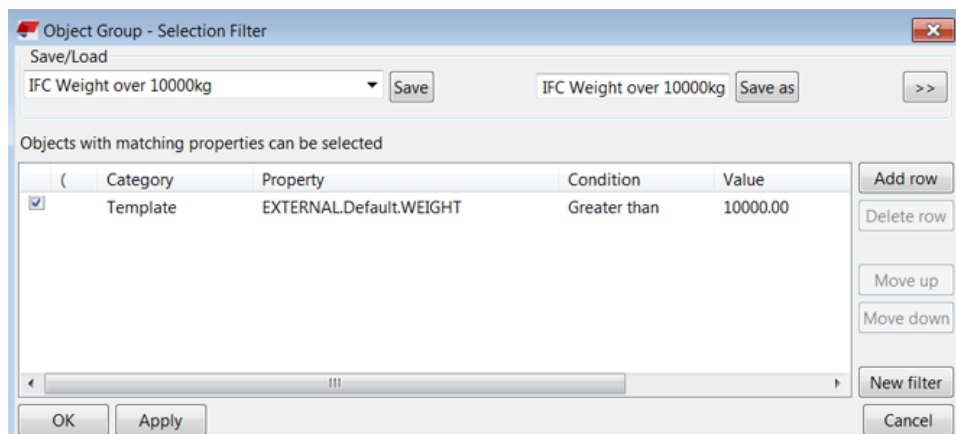 Object Group - Selection Filter
Save/Load
IFC Weight over 10000kg Save IFC Weight over 10000kg Save as >>
Objects with matching properties can be selected
( Category Property Condition Value Add row
Template EXTERNAL.Default.WEIGHT Greater than 10000.00
Delete row
Move up
Move down
New filter
OK Apply Cancel